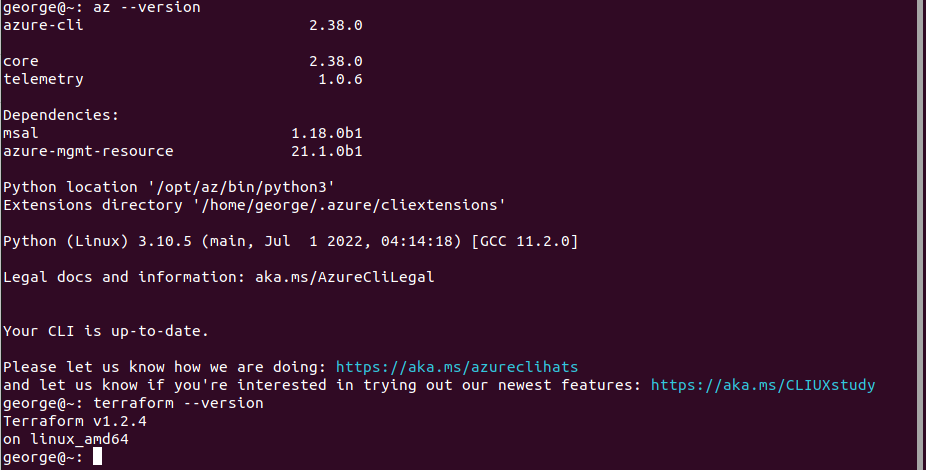 george@~: az --version
azure-cli                         2.38.0
core                              2.38.0
telemetry                          1.0.6
Dependencies:
msal                            1.18.0b1
azure-mgmt-resource             21.1.0b1
Python location '/opt/az/bin/python3'
Extensions directory '/home/george/.azure/cliextensions'
Python (Linux) 3.10.5 (main, Jul  1 2022, 04:14:18) [GCC 11.2.0]
Legal docs and information: aka.ms/AzureCliLegal
Your CLI is up-to-date.
Please let us know how we are doing: https://aka.ms/azureclihats
and let us know if you're interested in trying out our newest features: https://aka.ms/CLIUXstudy
george@~: terraform --version
Terraform v1.2.4
on linux_amd64
george@~: